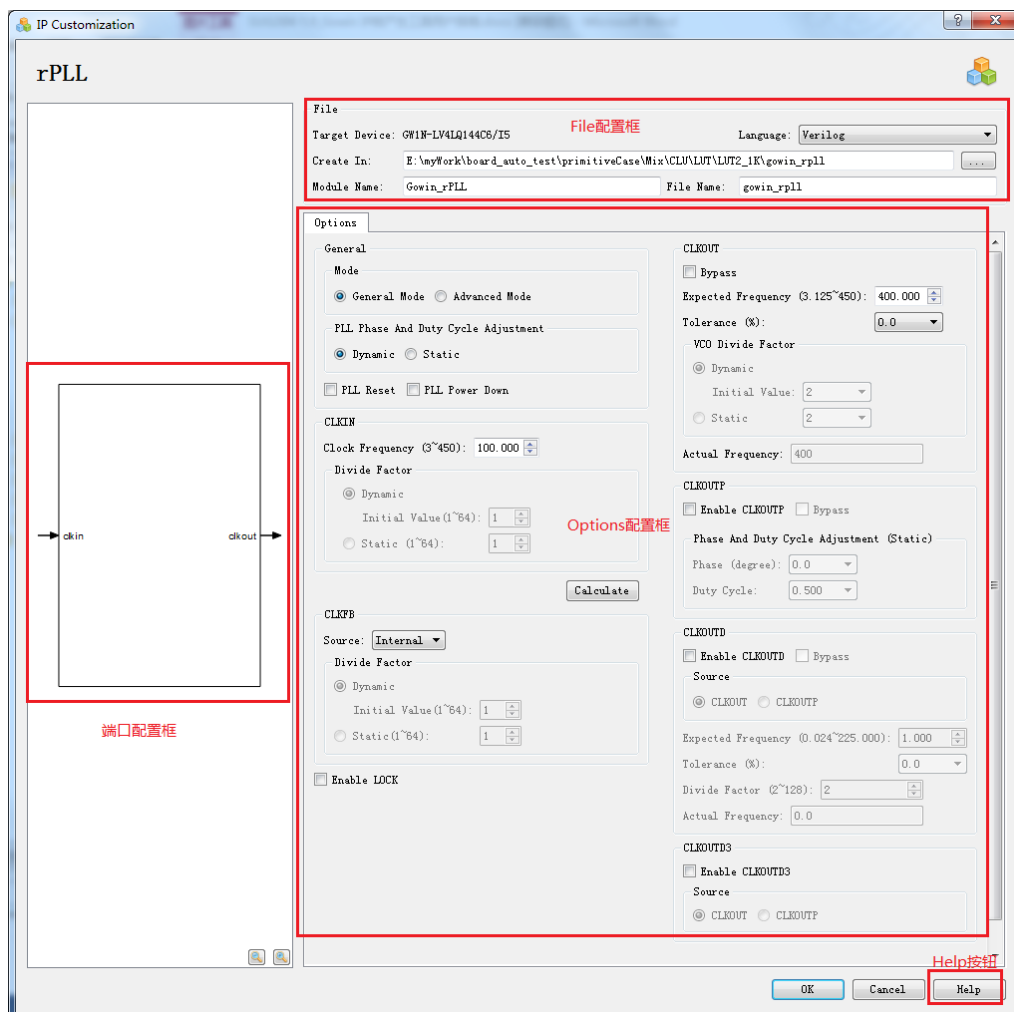 IP Customization
rPLL
File
File配置框
Target Device: GW1N-LV4LQ144C6/I5
Language: Verilog
Create In: E:\myWork\board_auto_test\primitiveCase\Mix\CLU\LUT\LUT2_1K\gowin_rpll ...
Module Name: Gowin_rPLL File Name: gowin_rpll
Options
General
Mode
General Mode Advanced Mode
PLL Phase And Duty Cycle Adjustment
Dynamic Static
PLL Reset PLL Power Down
CLKIN
Clock Frequency (3~450): 100.000
Divide Factor
Dynamic
Initial Value(1~64): 1
Static (1~64): 1
Options配置框
Calculate
CLKFB
Source: Internal
Divide Factor
Dynamic
Initial Value(1~64): 1
Static(1~64): 1
Enable LOCK
CLKOUT
Bypass
Expected Frequency (3.125~450): 400.000
Tolerance (%): 0.0
VCO Divide Factor
Dynamic
Initial Value: 2
Static 2
Actual Frequency: 400
CLKOUTP
Enable CLKOUTP Bypass
Phase And Duty Cycle Adjustment (Static)
Phase (degree): 0.0
Duty Cycle: 0.500
CLKOUTD
Enable CLKOUTD Bypass
Source
CLKOUT CLKOUTP
Expected Frequency (0.024~225.000): 1.000
Tolerance (%): 0.0
Divide Factor (2~128): 2
Actual Frequency: 0.0
CLKOUTD3
Enable CLKOUTD3
Source
CLKOUT CLKOUTP
clkin clkout
端口配置框
Help按钮
OK Cancel Help